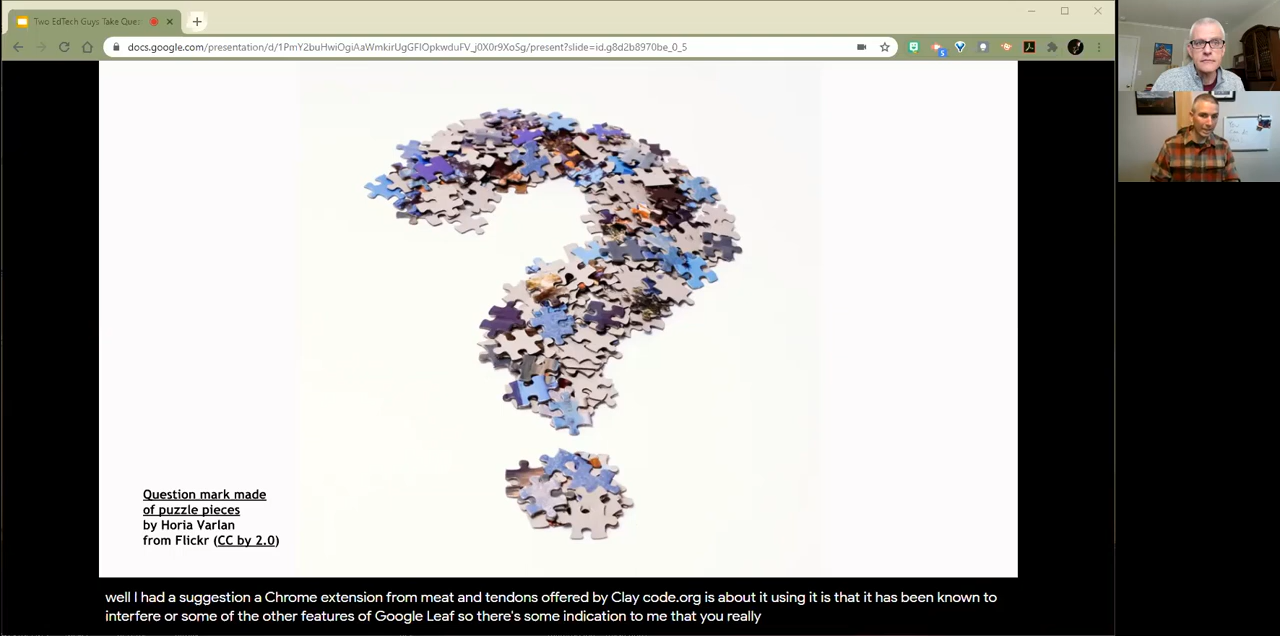 Two EdTech Guys Take Ques
docs.google.com/presentation/d/1PmY2buHwiOgiAaWmkirUgGFIOpkwduFV_j0X0r9XoSg/present?slide=id.g8d2b8970be_0_5
5
Question mark made
of puzzle pieces
by Horia Varlan
from Flickr (CC by 2.0)
well I had a suggestion a Chrome extension from meat and tendons offered by Clay code.org is about it using it is that it has been known to
interfere or some of the other features of Google Leaf so there's some indication to me that you really